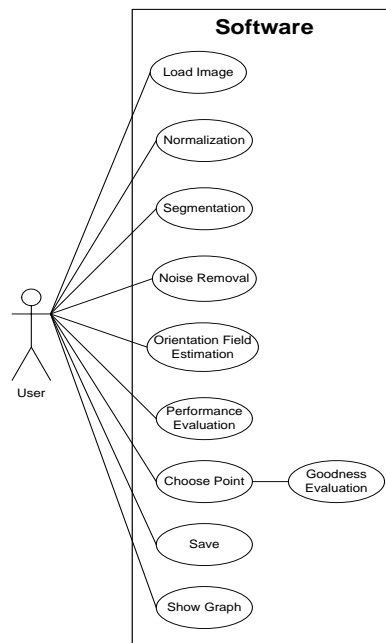 Software
Load Image
Normalization
Segmentation
Noise Removal
Orientation Field
Estimation
User
Performance
Evaluation
Choose Point
Goodness
Evaluation
Save
Show Graph